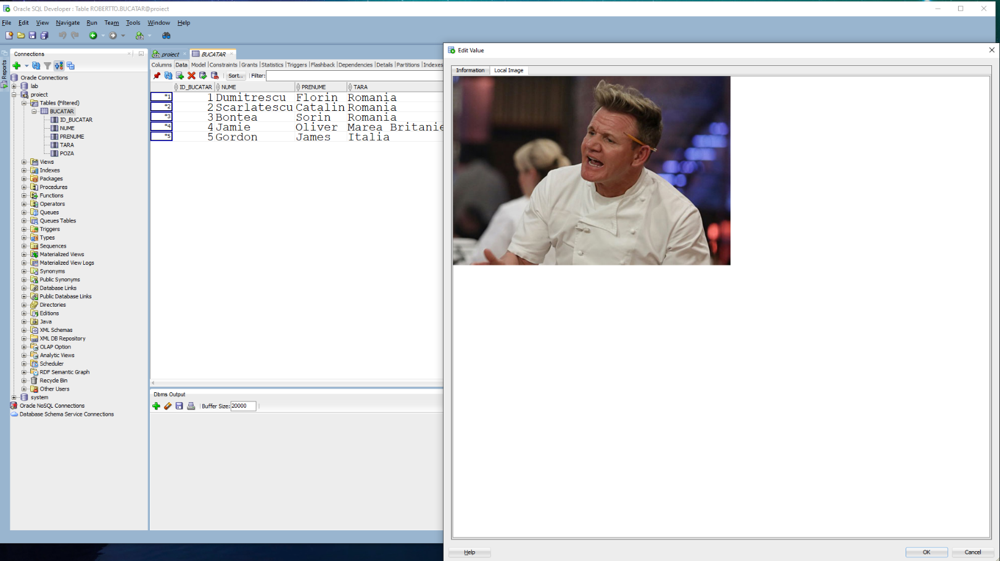 Oracle SQL Developer : Table ROBERTTO.BUCATAR@proiect
File Edit View Navigate Run Team Tools Window Help
Reports
Connections
Oracle Connections
lab
proiect
Tables (Filtered)
BUCATAR
ID_BUCATAR
NUME
PRENUME
TARA
POZA
Views
Indexes
Packages
Procedures
Functions
Operators
Queues
Queues Tables
Triggers
Types
Sequences
Materialized Views
Materialized View Logs
Synonyms
Public Synonyms
Database Links
Public Database Links
Directories
Editions
Java
XML Schemas
XML DB Repository
OLAP Option
Analytic Views
Scheduler
RDF Semantic Graph
Recycle Bin
Other Users
system
Oracle NoSQL Connections
Database Schema Service Connections
proiect BUCATAR
Columns Data Model Constraints Grants Statistics Triggers Flashback Dependencies Details Partitions Indexes
Sort.. Filter:
ID_BUCATAR NUME PRENUME TARA
*1 1 Dumitrescu Florin Romania
*2 2 Scarlatescu Catalin Romania
*3 3 Bontea Sorin Romania
*4 4 Jamie Oliver Marea Britanie
*5 5 Gordon James Italia
Dbms Output
Buffer Size: 20000
Edit Value
Information Local Image
Help OK Cancel